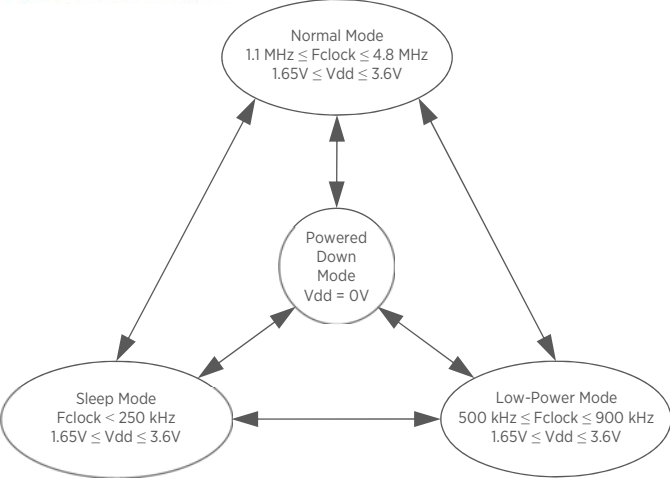 Normal Mode
1.1 MHz ≤ Fclock ≤ 4.8 MHz
1.65V ≤ Vdd ≤ 3.6V
Powered
Down
Mode
Vdd = 0V
Sleep Mode
Fclock < 250 kHz
1.65V ≤ Vdd ≤ 3.6V
Low-Power Mode
500 kHz ≤ Fclock ≤ 900 kHz
1.65V ≤ Vdd ≤ 3.6V